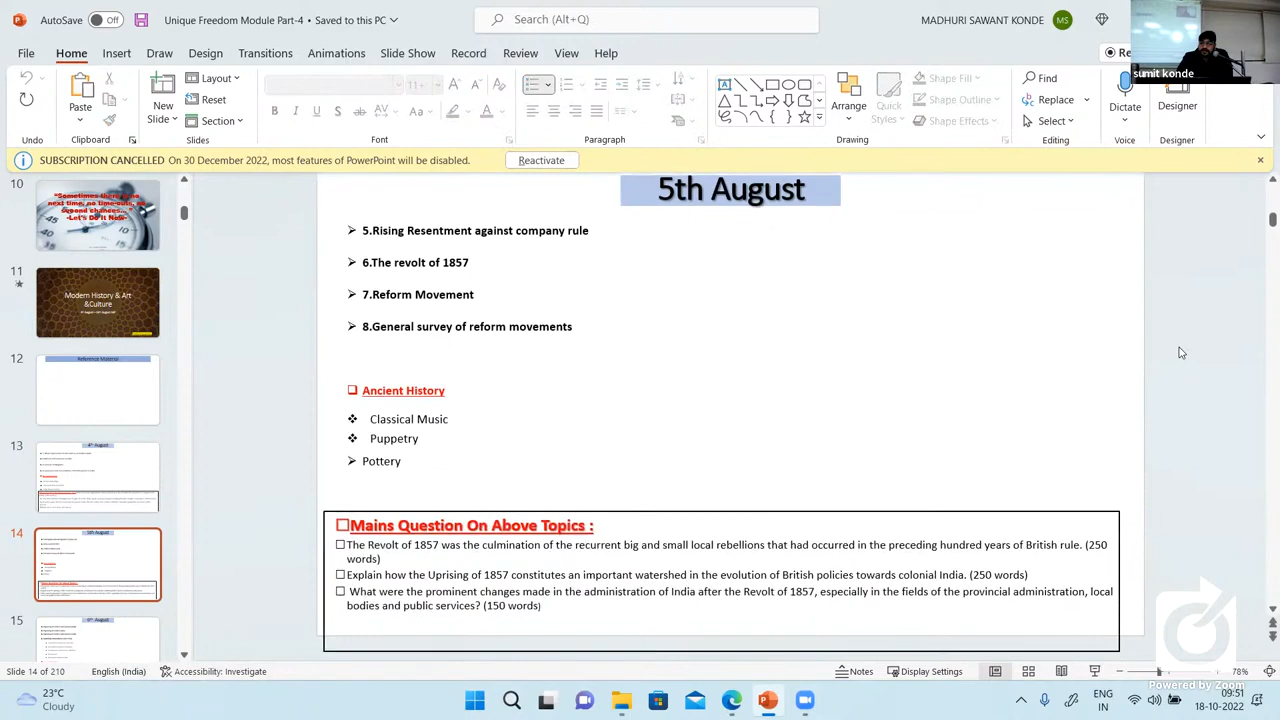 AutoSave Off Unique Freedom Module Part-4 • Saved to this PC Search (Alt+Q) MADHURI SAWANT KONDE MS
File Home Insert Draw Design Transitions Animations Slide Show Review View Help
sumit konde
Paste New Layout Reset Section Arrange Quick Styles Shape Fill Shape Outline Shape Effects Find Replace Select Dictate Designer
Undo Clipboard Slides Font Paragraph Drawing Editing Voice Designer
SUBSCRIPTION CANCELLED On 30 December 2022, most features of PowerPoint will be disabled. Reactivate
10
11
Modern History & Art &Culture
12
Reference Material
13
4th August
14
5th August
15
6th August
5th August
5.Rising Resentment against company rule
6.The revolt of 1857
7.Reform Movement
8.General survey of reform movements
Ancient History
Classical Music
Puppetry
Pottery
Mains Question On Above Topics :
The Revolt of 1857 was the culmination of the recurrent big and small local rebellions that had occurred in the preceding hundred years of British rule. (250
words)
Explain how the Uprising of 1857 constitutes an important watershed in the evolution of British policies towards colonial India. (250 words)
What were the prominent changes made in the administration of India after the Revolt of 1857, especially in the fields of the provincial administration, local
bodies and public services? (150 words)
Powered by Zoom
Slide 14 of 210 English (India) Accessibility: Investigate Notes Display Settings 78%
23°C
Cloudy
ENG
IN
09:51
18-10-2022